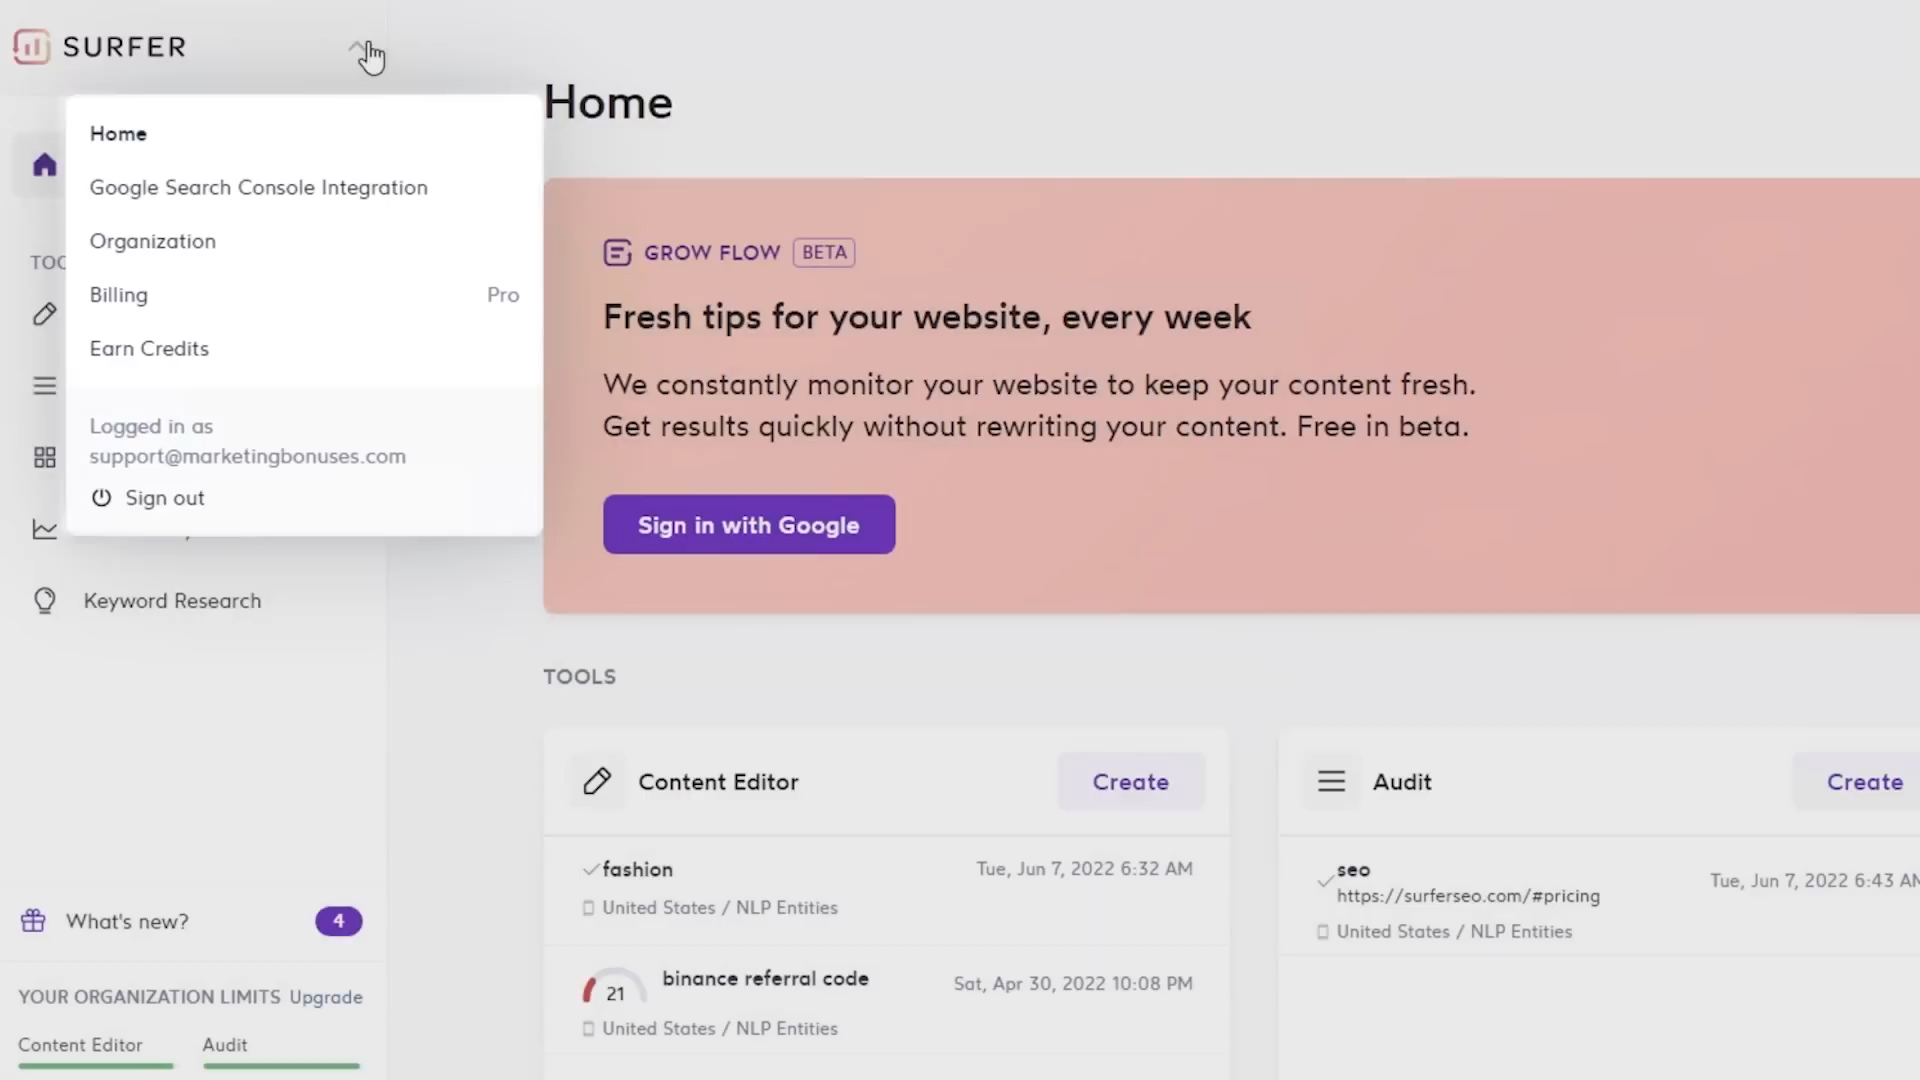 SURFER
Home
Google Search Console Integration
Organization
Billing Pro
Earn Credits
Logged in as
support@marketingbonuses.com
Sign out
Keyword Research
What's new? 4
YOUR ORGANIZATION LIMITS Upgrade
Content Editor Audit
Home
GROW FLOW BETA
Fresh tips for your website, every week
We constantly monitor your website to keep your content fresh.
Get results quickly without rewriting your content. Free in beta.
Sign in with Google
TOOLS
Content Editor Create
fashion Tue, Jun 7, 2022 6:32 AM
United States / NLP Entities
21 binance referral code Sat, Apr 30, 2022 10:08 PM
United States / NLP Entities
Audit Create
seo
https://surferseo.com/#pricing
Tue, Jun 7, 2022 6:43
United States / NLP Entities